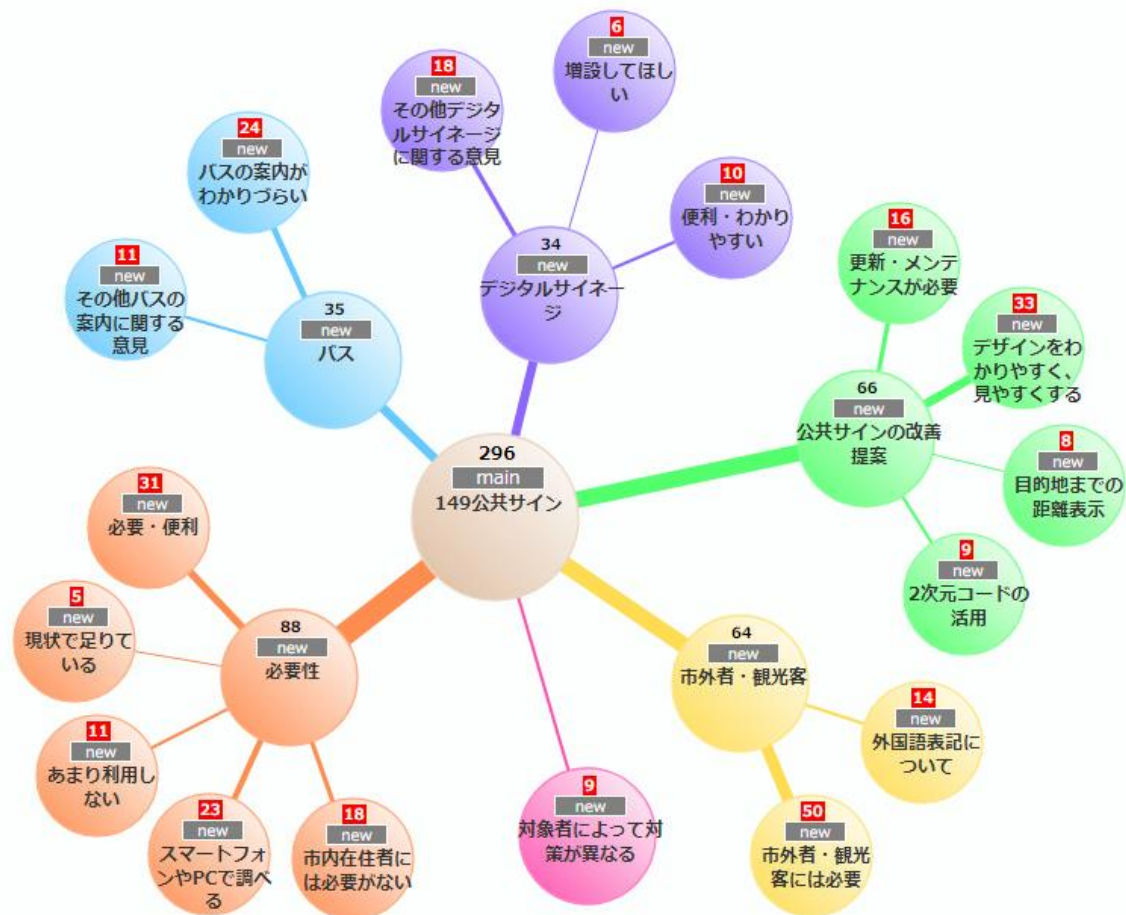 6
new
増設してほし
い
18
new
その他デジタ
ルサイネージ
に関する意見
24
new
バスの案内が
わかりづらい
10
new
便利・わかり
やすい
16
new
更新・メンテ
ナンスが必要
11
new
その他バスの
案内に関する
意見
34
new
デジタルサイネー
ジ
35
new
バス
33
new
デザインをわ
かりやすく、
見やすくする
66
new
公共サインの改善
提案
8
new
目的地までの
距離表示
296
main
149公共サイン
31
new
必要・便利
9
new
2次元コードの
活用
5
new
現状で足りて
いる
88
new
必要性
64
new
市外者・観光客
14
new
外国語表記に
ついて
11
new
あまり利用し
ない
9
new
対象者によって対
策が異なる
23
new
スマートフォ
ンやPCで調べ
る
18
new
市内在住者に
は必要がない
50
new
市外者・観光
客には必要